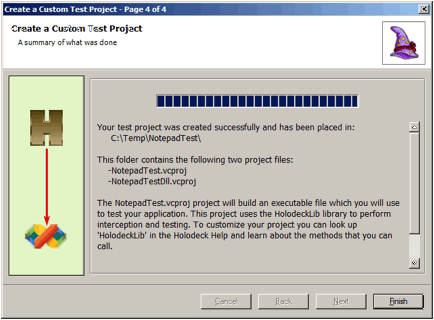 Create a Custom Test Project - Page 4 of 4
Create a Custom Test Project
A summary of what was done
H
Your test project was created successfully and has been placed in:
C:\Temp\NotepadTest\
This folder contains the following two project files:
-NotepadTest.vcproj
-NotepadTestDll.vcproj
The NotepadTest.vcproj project will build an executable file which you will use
to test your application. This project uses the HolodeckLib library to perform
interception and testing. To customize your project you can look up
'HolodeckLib' in the Holodeck Help and learn about the methods that you can
call.
Cancel
Back
Next
Finish